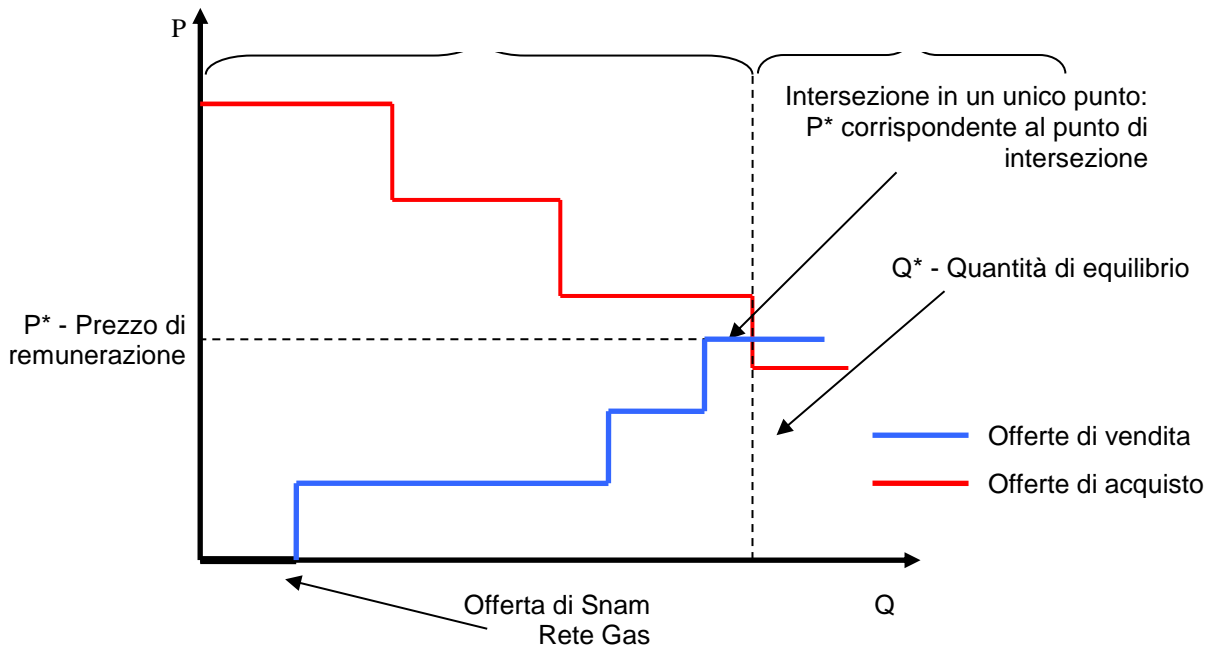 P
Intersezione in un unico punto:
P* corrispondente al punto di
intersezione
Q* - Quantità di equilibrio
P* - Prezzo di
remunerazione
Offerte di vendita
Offerte di acquisto
Offerta di Snam
Rete Gas
Q